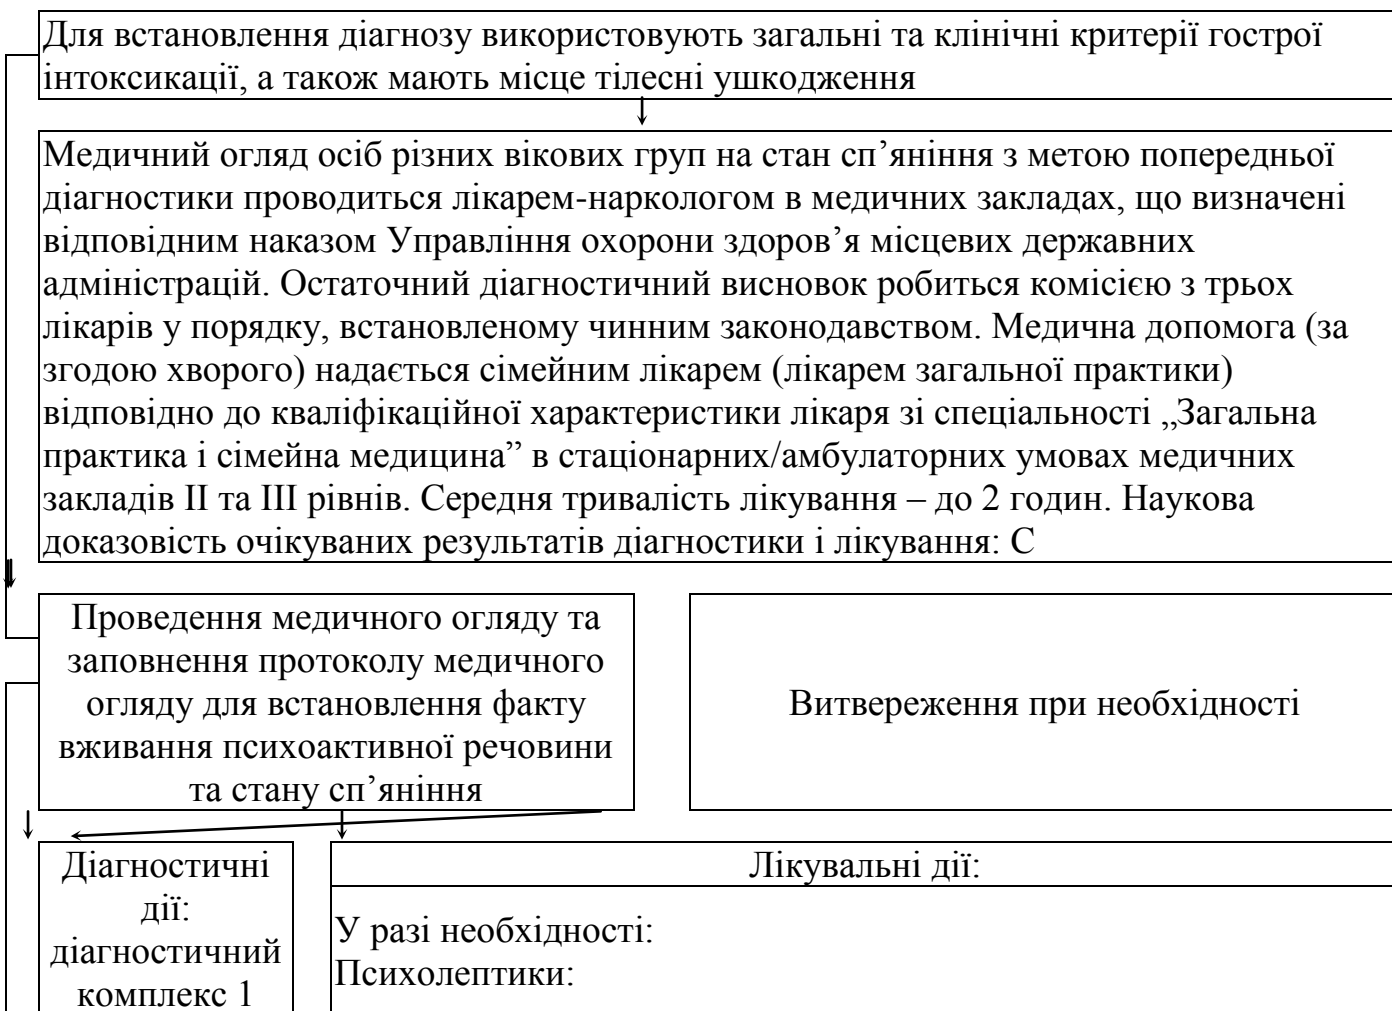 Для встановлення діагнозу використовують загальні та клінічні критерії гострої
інтоксикації, а також мають місце тілесні ушкодження
Медичний огляд осіб різних вікових груп на стан сп’яніння з метою попередньої
діагностики проводиться лікарем-наркологом в медичних закладах, що визначені
відповідним наказом Управління охорони здоров’я місцевих державних
адміністрацій. Остаточний діагностичний висновок робиться комісією з трьох
лікарів у порядку, встановленому чинним законодавством. Медична допомога (за
згодою хворого) надається сімейним лікарем (лікарем загальної практики)
відповідно до кваліфікаційної характеристики лікаря зі спеціальності „Загальна
практика і сімейна медицина” в стаціонарних/амбулаторних умовах медичних
закладів ІІ та ІІІ рівнів. Середня тривалість лікування – до 2 годин. Наукова
доказовість очікуваних результатів діагностики і лікування: С
Проведення медичного огляду та
заповнення протоколу медичного
огляду для встановлення факту
вживання психоактивної речовини
та стану сп’яніння
Витвереження при необхідності
Діагностичні
дії:
діагностичний
комплекс 1
Лікувальні дії:
У разі необхідності:
Психолептики: